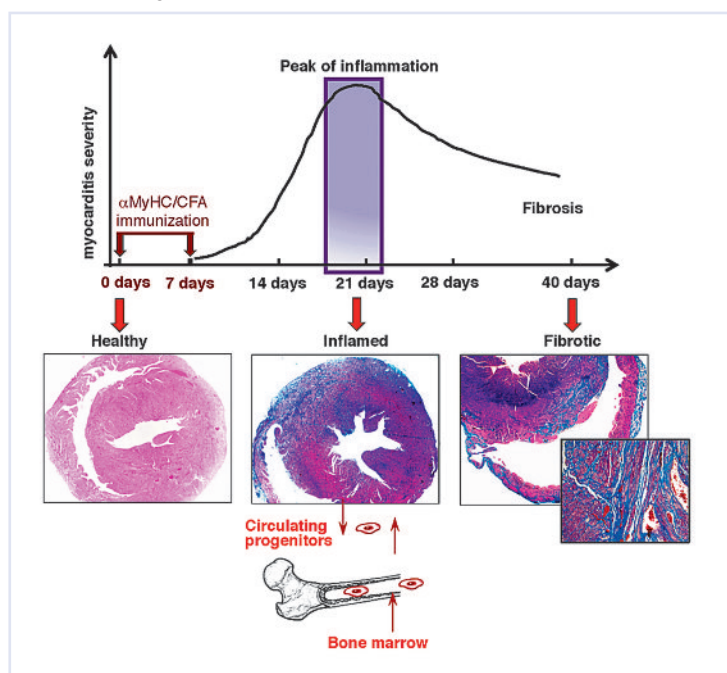 Peak of inflammation
myocarditis severity
αMyHC/CFA
immunization
Fibrosis
0 days 7 days 14 days 21 days 28 days 40 days
Healthy Inflamed Fibrotic
Circulating
progenitors
Bone marrow